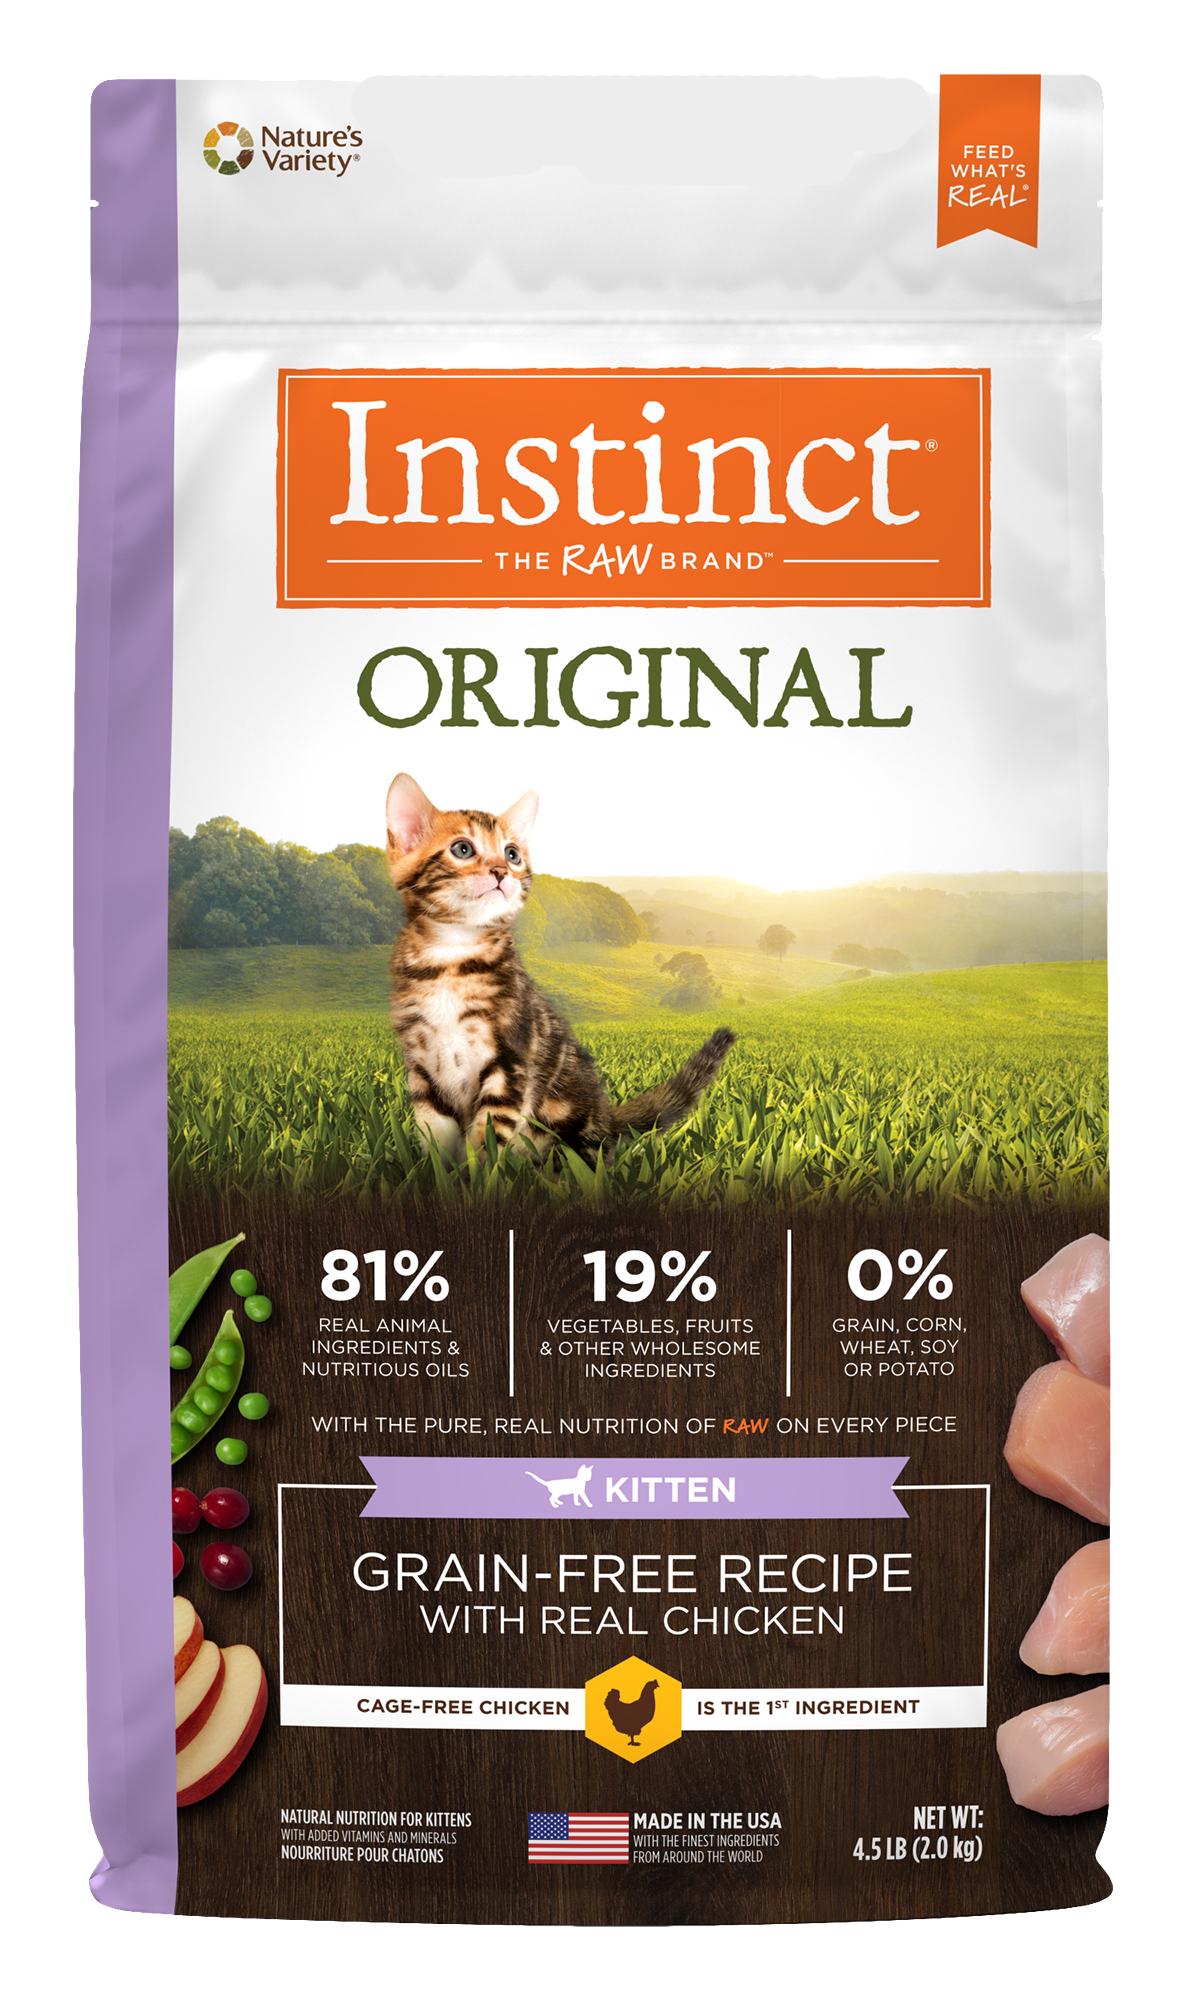 Nature's
Variety®
FEED
WHAT'S
REAL®
Instinct®
THE RAW BRAND™
ORIGINAL
81%
REAL ANIMAL
INGREDIENTS &
NUTRITIOUS OILS
19%
VEGETABLES, FRUITS
& OTHER WHOLESOME
INGREDIENTS
0%
GRAIN, CORN,
WHEAT, SOY
OR POTATO
WITH THE PURE, REAL NUTRITION OF RAW ON EVERY PIECE
KITTEN
GRAIN-FREE RECIPE
WITH REAL CHICKEN
CAGE-FREE CHICKEN IS THE 1ST INGREDIENT
NATURAL NUTRITION FOR KITTENS
WITH ADDED VITAMINS AND MINERALS
NOURRITURE POUR CHATONS
MADE IN THE USA
WITH THE FINEST INGREDIENTS
FROM AROUND THE WORLD
NET WT:
4.5 LB (2.0 kg)